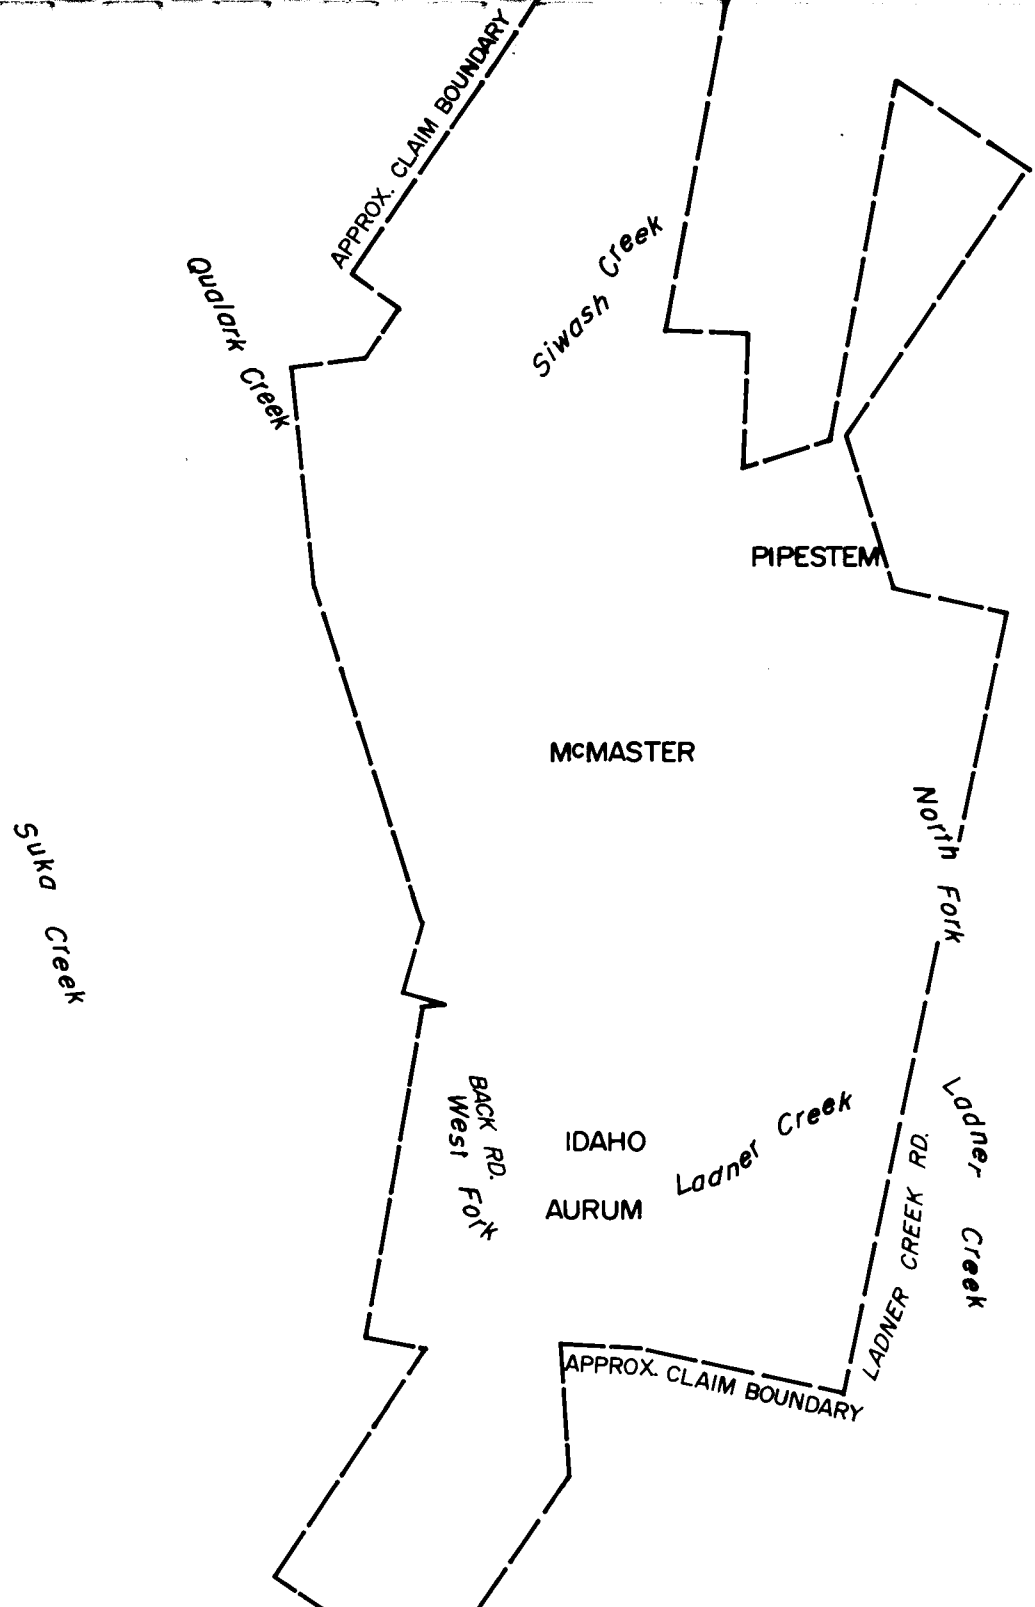 APPROX. CLAIM BOUNDARY
Qualark Creek
Siwash Creek
PIPESTEM
McMASTER
North Fork
Suka Creek
BACK RD.
West Fork
IDAHO
Ladner Creek
AURUM
Ladner Creek
LADNER CREEK RD.
APPROX. CLAIM BOUNDARY